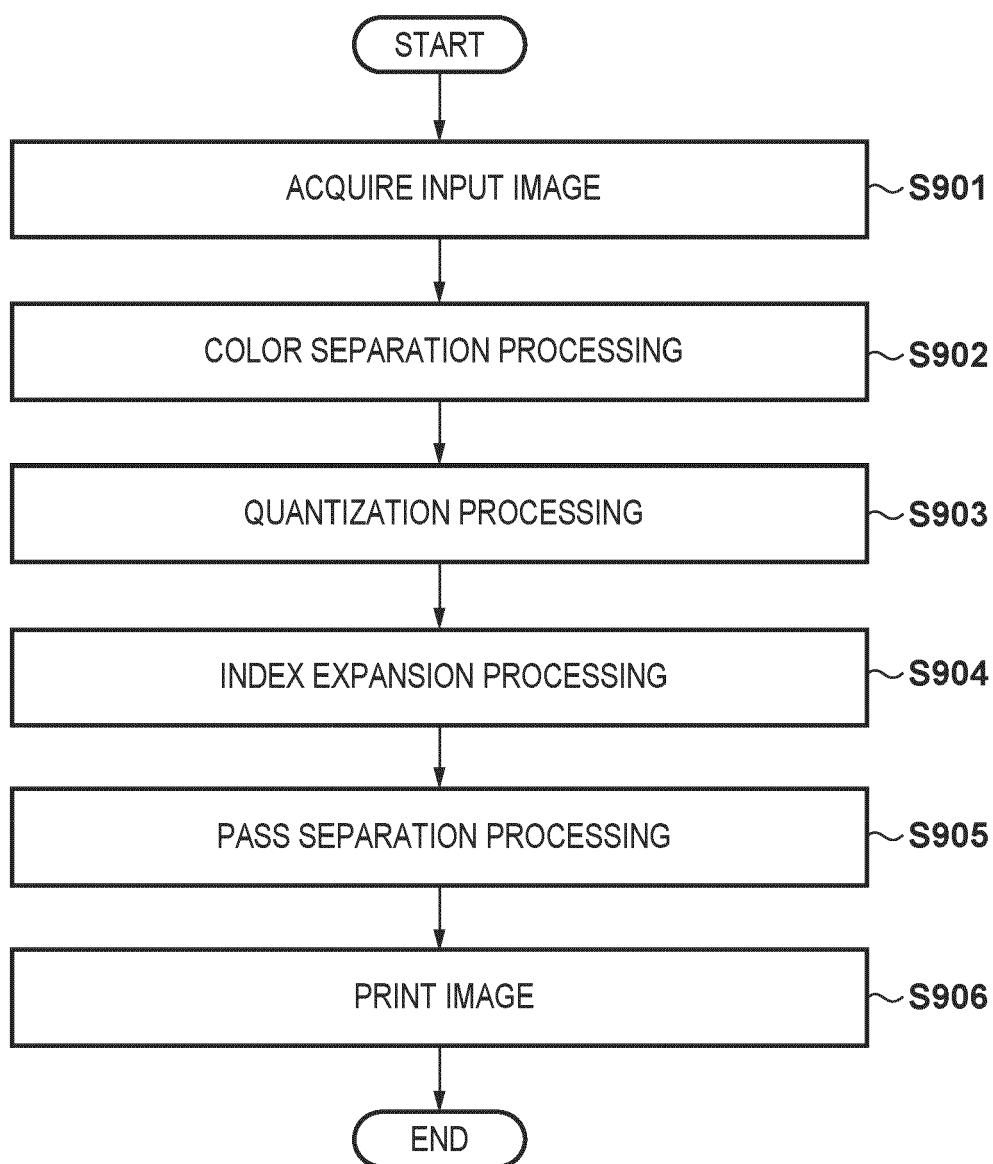 START
ACQUIRE INPUT IMAGE
S901
COLOR SEPARATION PROCESSING
S902
QUANTIZATION PROCESSING
S903
INDEX EXPANSION PROCESSING
S904
PASS SEPARATION PROCESSING
S905
PRINT IMAGE
S906
END